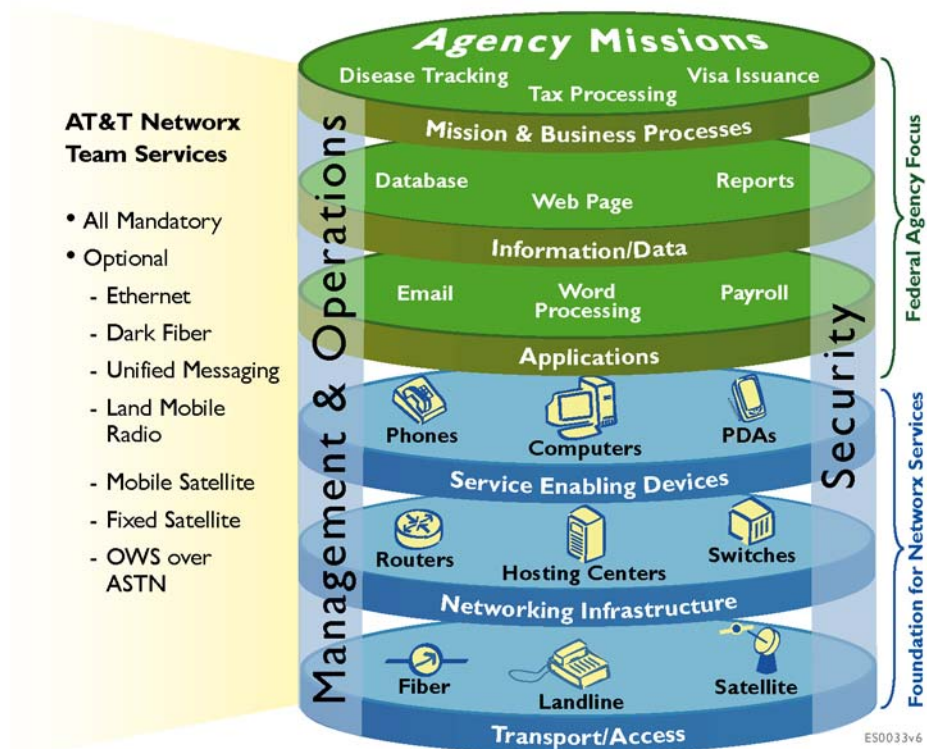 Agency Missions
Disease Tracking
Visa Issuance
Tax Processing
Mission & Business Processes
Database
Reports
Web Page
Information/Data
Email
Word
Processing
Payroll
Applications
Phones
Computers
PDAs
Service Enabling Devices
Routers
Hosting Centers
Switches
Networking Infrastructure
Fiber
Landline
Satellite
Transport/Access
Management & Operations
Security
AT&T Networx
Team Services
• All Mandatory
• Optional
- Ethernet
- Dark Fiber
- Unified Messaging
- Land Mobile
Radio
- Mobile Satellite
- Fixed Satellite
- OWS over
ASTN
Federal Agency Focus
Foundation for Networx Services
ES0033v6